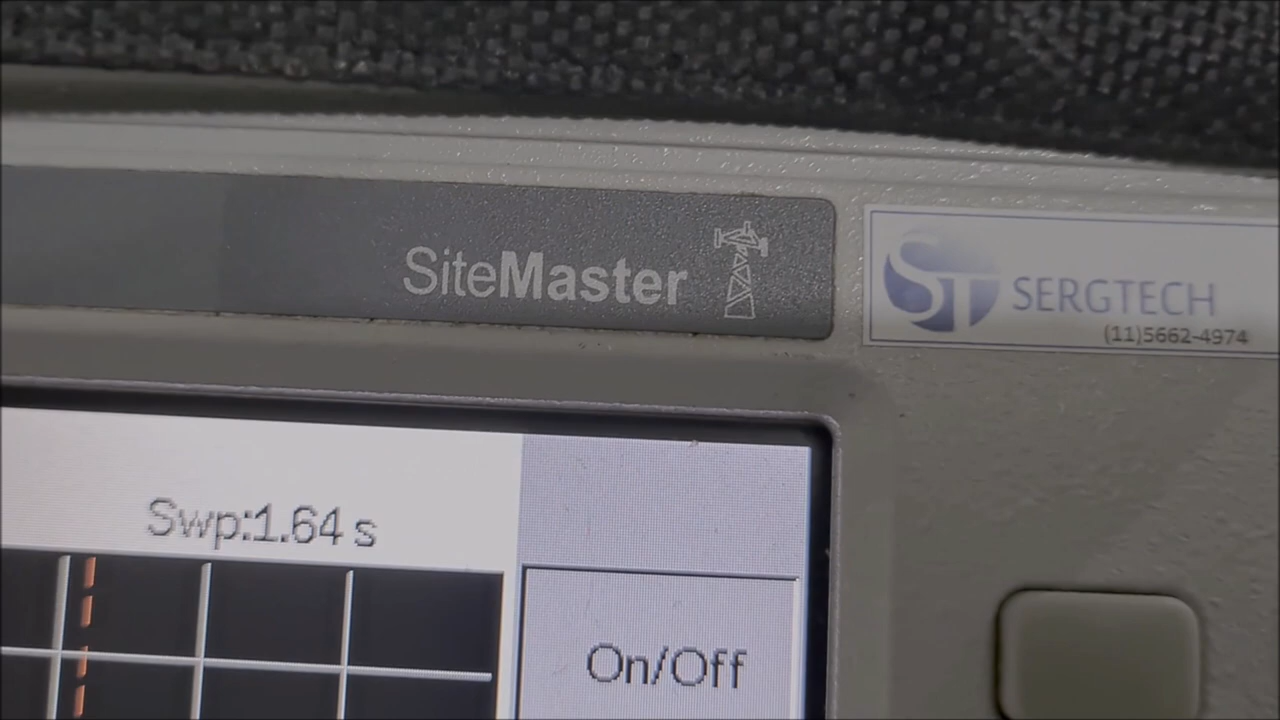 SiteMaster
ST SERGTECH
(11)5662-4974
Swp:1.64 s
On/Off